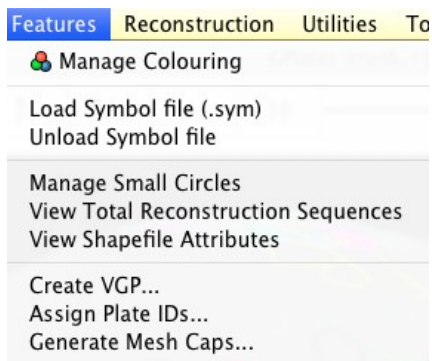 Features Reconstruction Utilities To
Manage Colouring
Load Symbol file (.sym)
Unload Symbol file
Manage Small Circles
View Total Reconstruction Sequences
View Shapefile Attributes
Create VGP...
Assign Plate IDs...
Generate Mesh Caps...